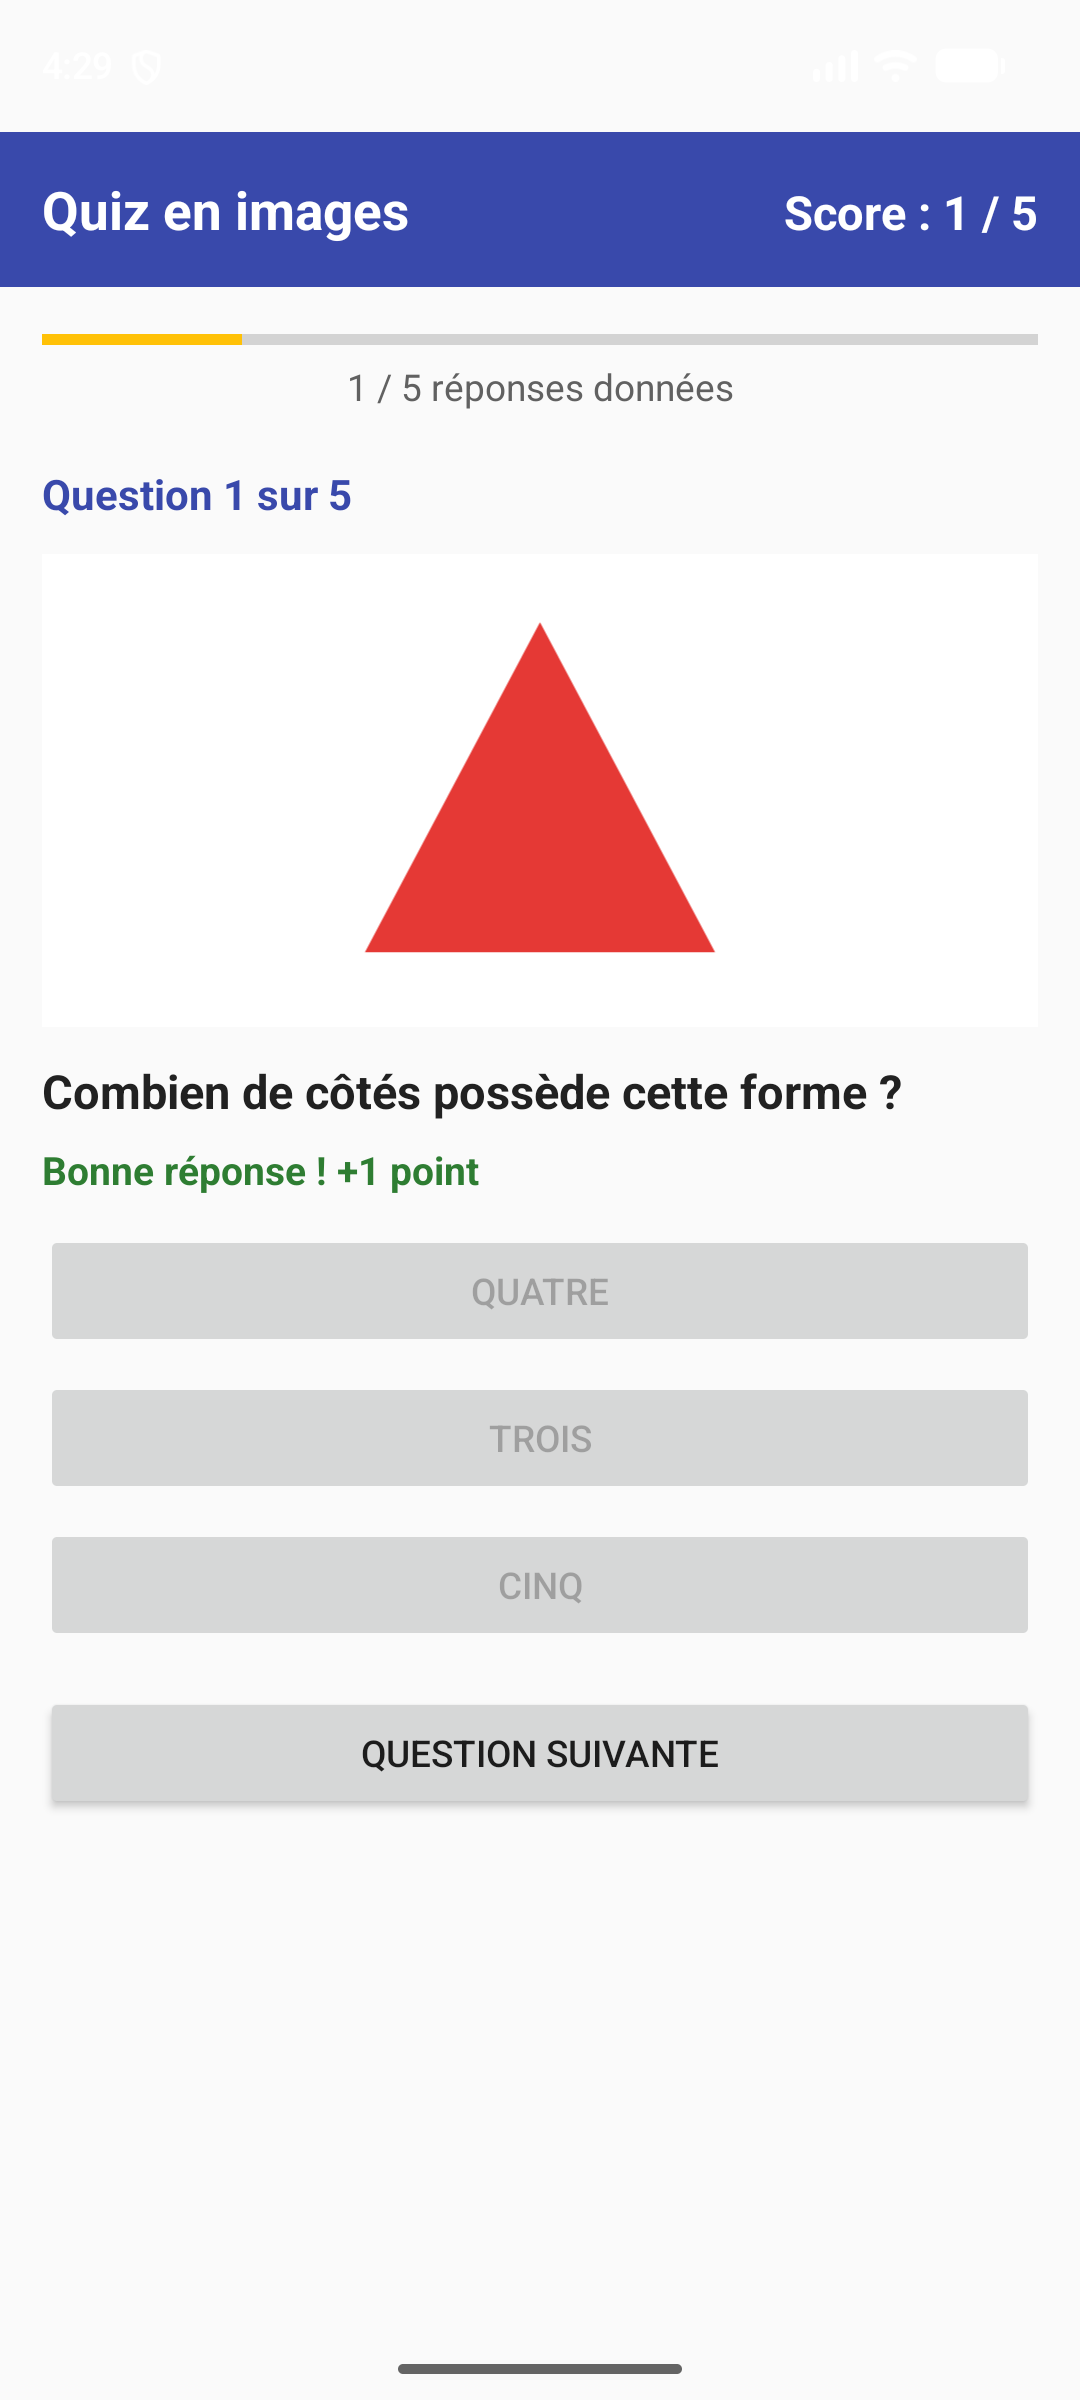 4:29
Quiz en images
Score : 1 / 5
1 / 5 réponses données
Question 1 sur 5
Combien de côtés possède cette forme ?
Bonne réponse ! +1 point
QUATRE
TROIS
CINQ
QUESTION SUIVANTE